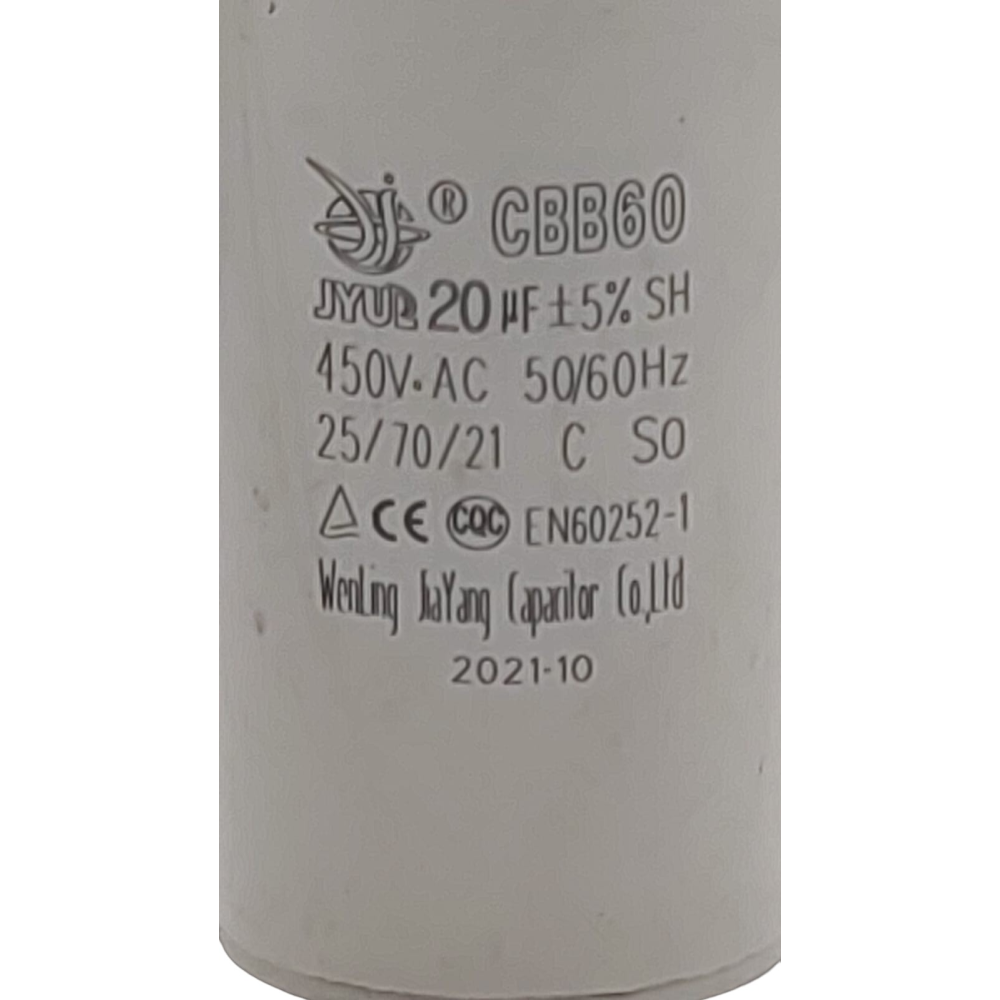 ® CBB60
JYUL 20 μF ±5% SH
450V·AC 50/60Hz
25/70/21 C S0
CE CQC EN60252-1
WenLing JiaYang Capacitor Co.,Ltd
2021-10